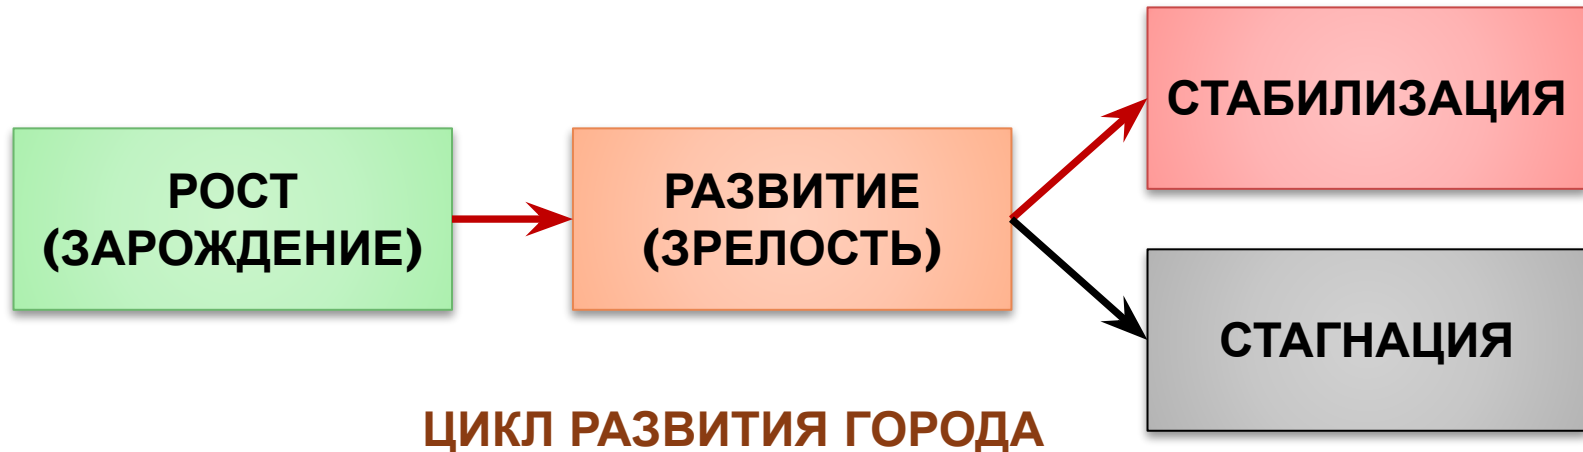 РОСТ
(ЗАРОЖДЕНИЕ)
РАЗВИТИЕ
(ЗРЕЛОСТЬ)
СТАБИЛИЗАЦИЯ
СТАГНАЦИЯ
ЦИКЛ РАЗВИТИЯ ГОРОДА